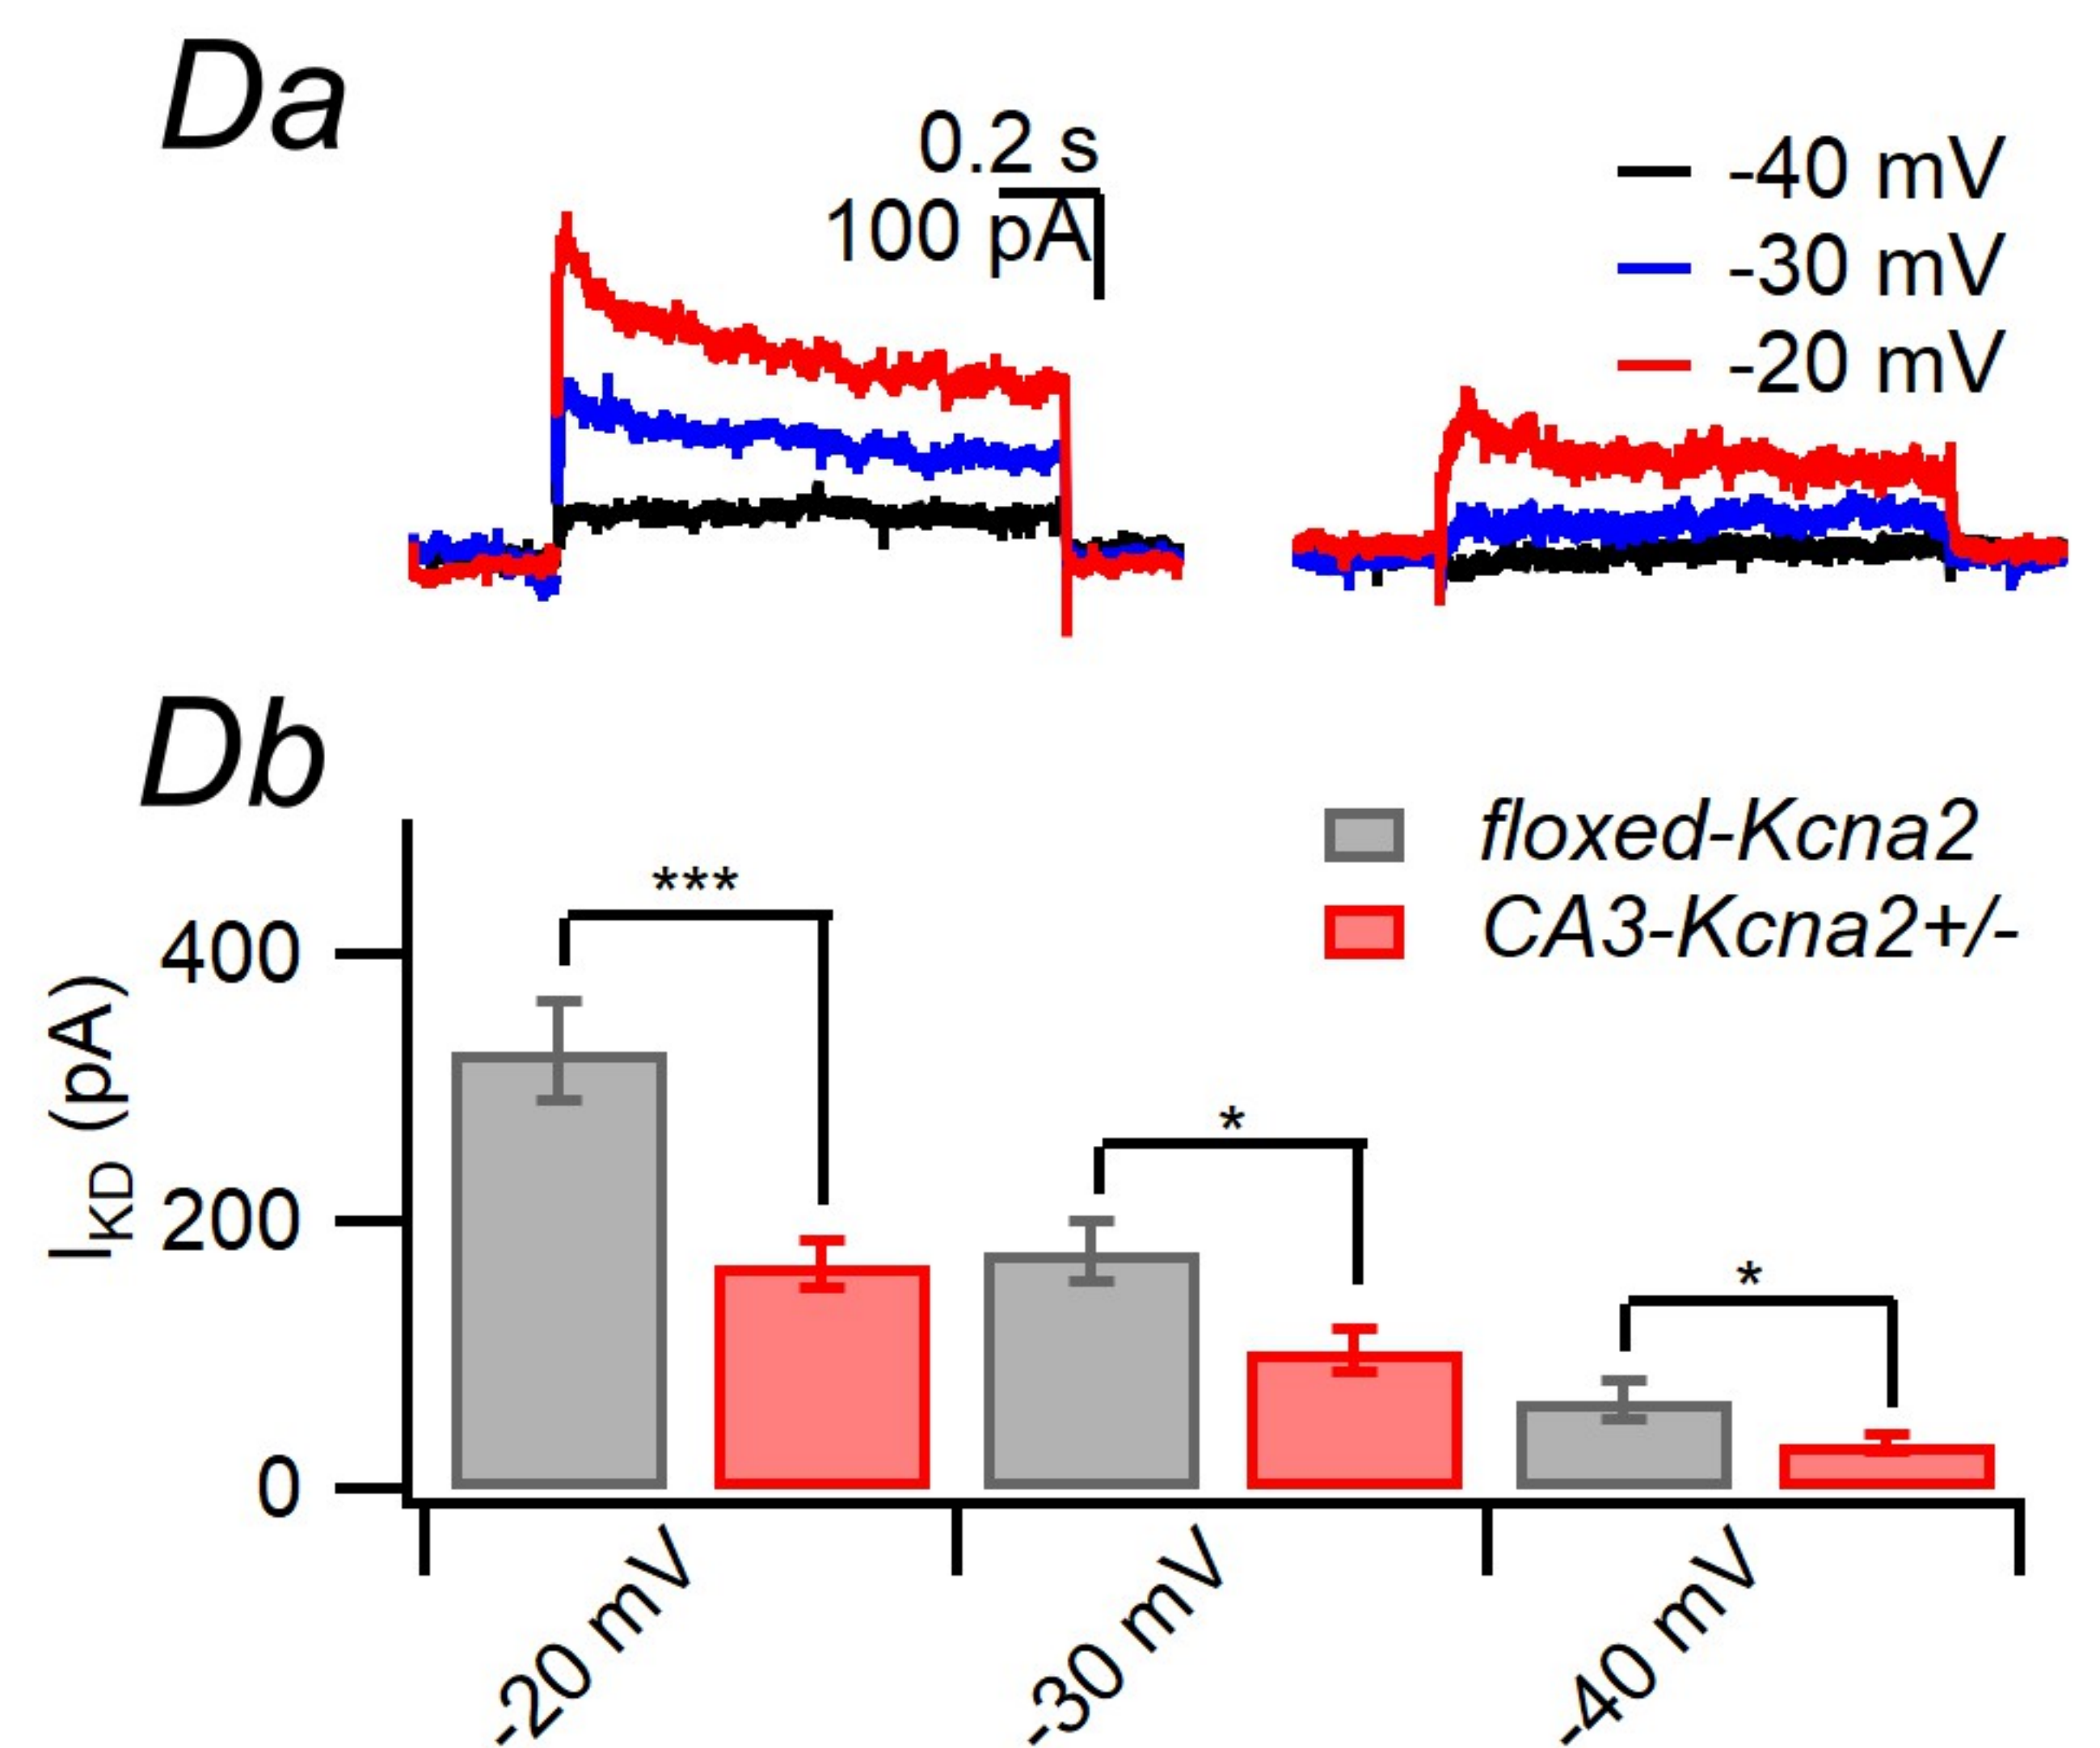 Da
0.2 s
100 pA
-40 mV
-30 mV
-20 mV
Db
floxed-Kcna2
CA3-Kcna2+/-
***
*
*
400
200
0
IKD (pA)
-20 mV
-30 mV
-40 mV